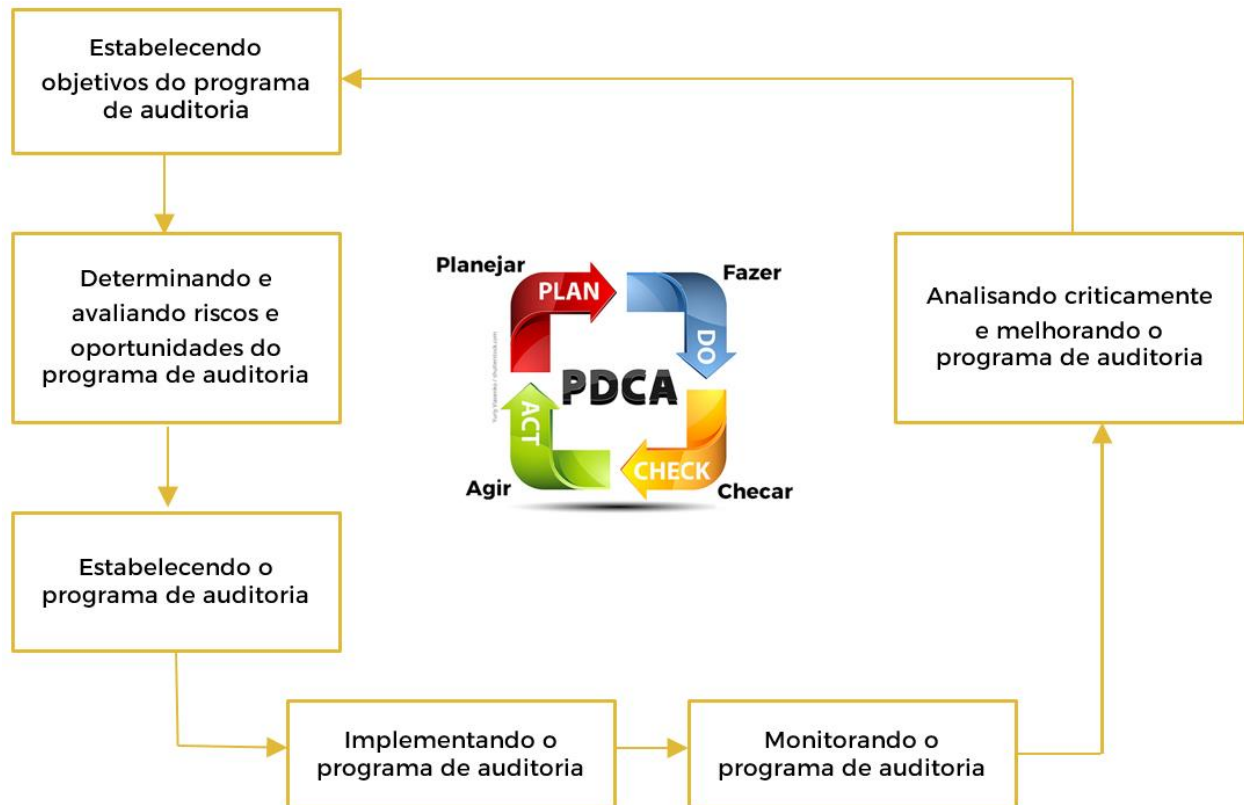 Estabelecendo
objetivos do programa
de auditoria
Determinando e
avaliando riscos e
oportunidades do
programa de auditoria
Estabelecendo o
programa de auditoria
Implementando o
programa de auditoria
Monitorando o
programa de auditoria
Analisando criticamente
e melhorando o
programa de auditoria
Planejar
PLAN
Fazer
DO
PDCA
ACT
CHECK
Agir
Checar